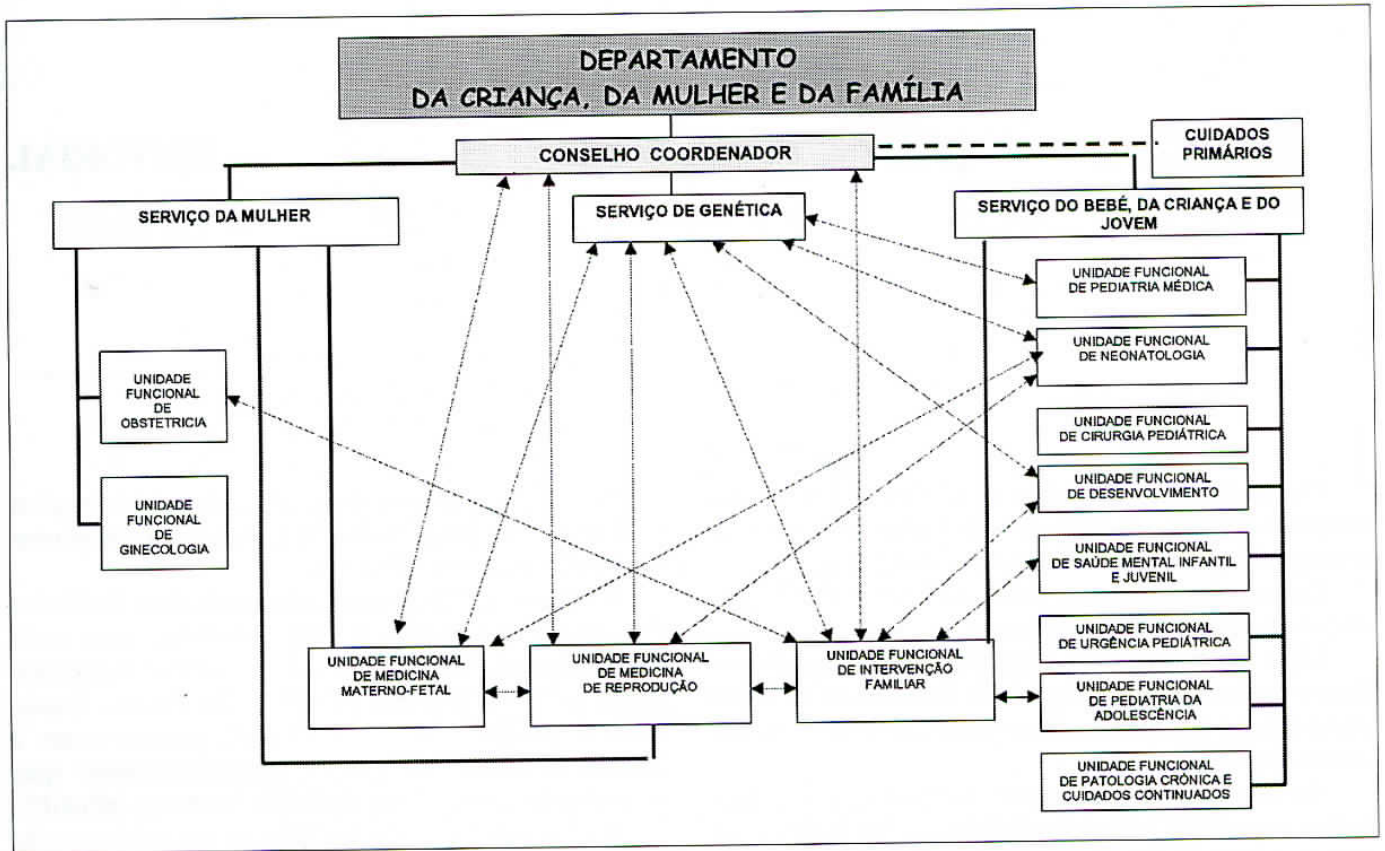 DEPARTAMENTO
DA CRIANÇA, DA MULHER E DA FAMÍLIA
CONSELHO COORDENADOR
CUIDADOS
PRIMÁRIOS
SERVIÇO DA MULHER
SERVIÇO DE GENÉTICA
SERVIÇO DO BEBÉ, DA CRIANÇA E DO
JOVEM
UNIDADE
FUNCIONAL
DE
OBSTETRICIA
UNIDADE
FUNCIONAL
DE
GINECOLOGIA
UNIDADE FUNCIONAL
DE MEDICINA
MATERNO-FETAL
UNIDADE FUNCIONAL
DE MEDICINA
DE REPRODUÇÃO
UNIDADE FUNCIONAL
DE INTERVENÇÃO
FAMILIAR
UNIDADE FUNCIONAL
DE PEDIATRIA MÉDICA
UNIDADE FUNCIONAL
DE NEONATOLOGIA
UNIDADE FUNCIONAL
DE CIRURGIA PEDIÁTRICA
UNIDADE FUNCIONAL
DE DESENVOLVIMENTO
UNIDADE FUNCIONAL
DE SAÚDE MENTAL INFANTIL
E JUVENIL
UNIDADE FUNCIONAL
DE URGÊNCIA PEDIÁTRICA
UNIDADE FUNCIONAL
DE PEDIATRIA DA
ADOLESCÊNCIA
UNIDADE FUNCIONAL
DE PATOLOGIA CRÓNICA E
CUIDADOS CONTINUADOS